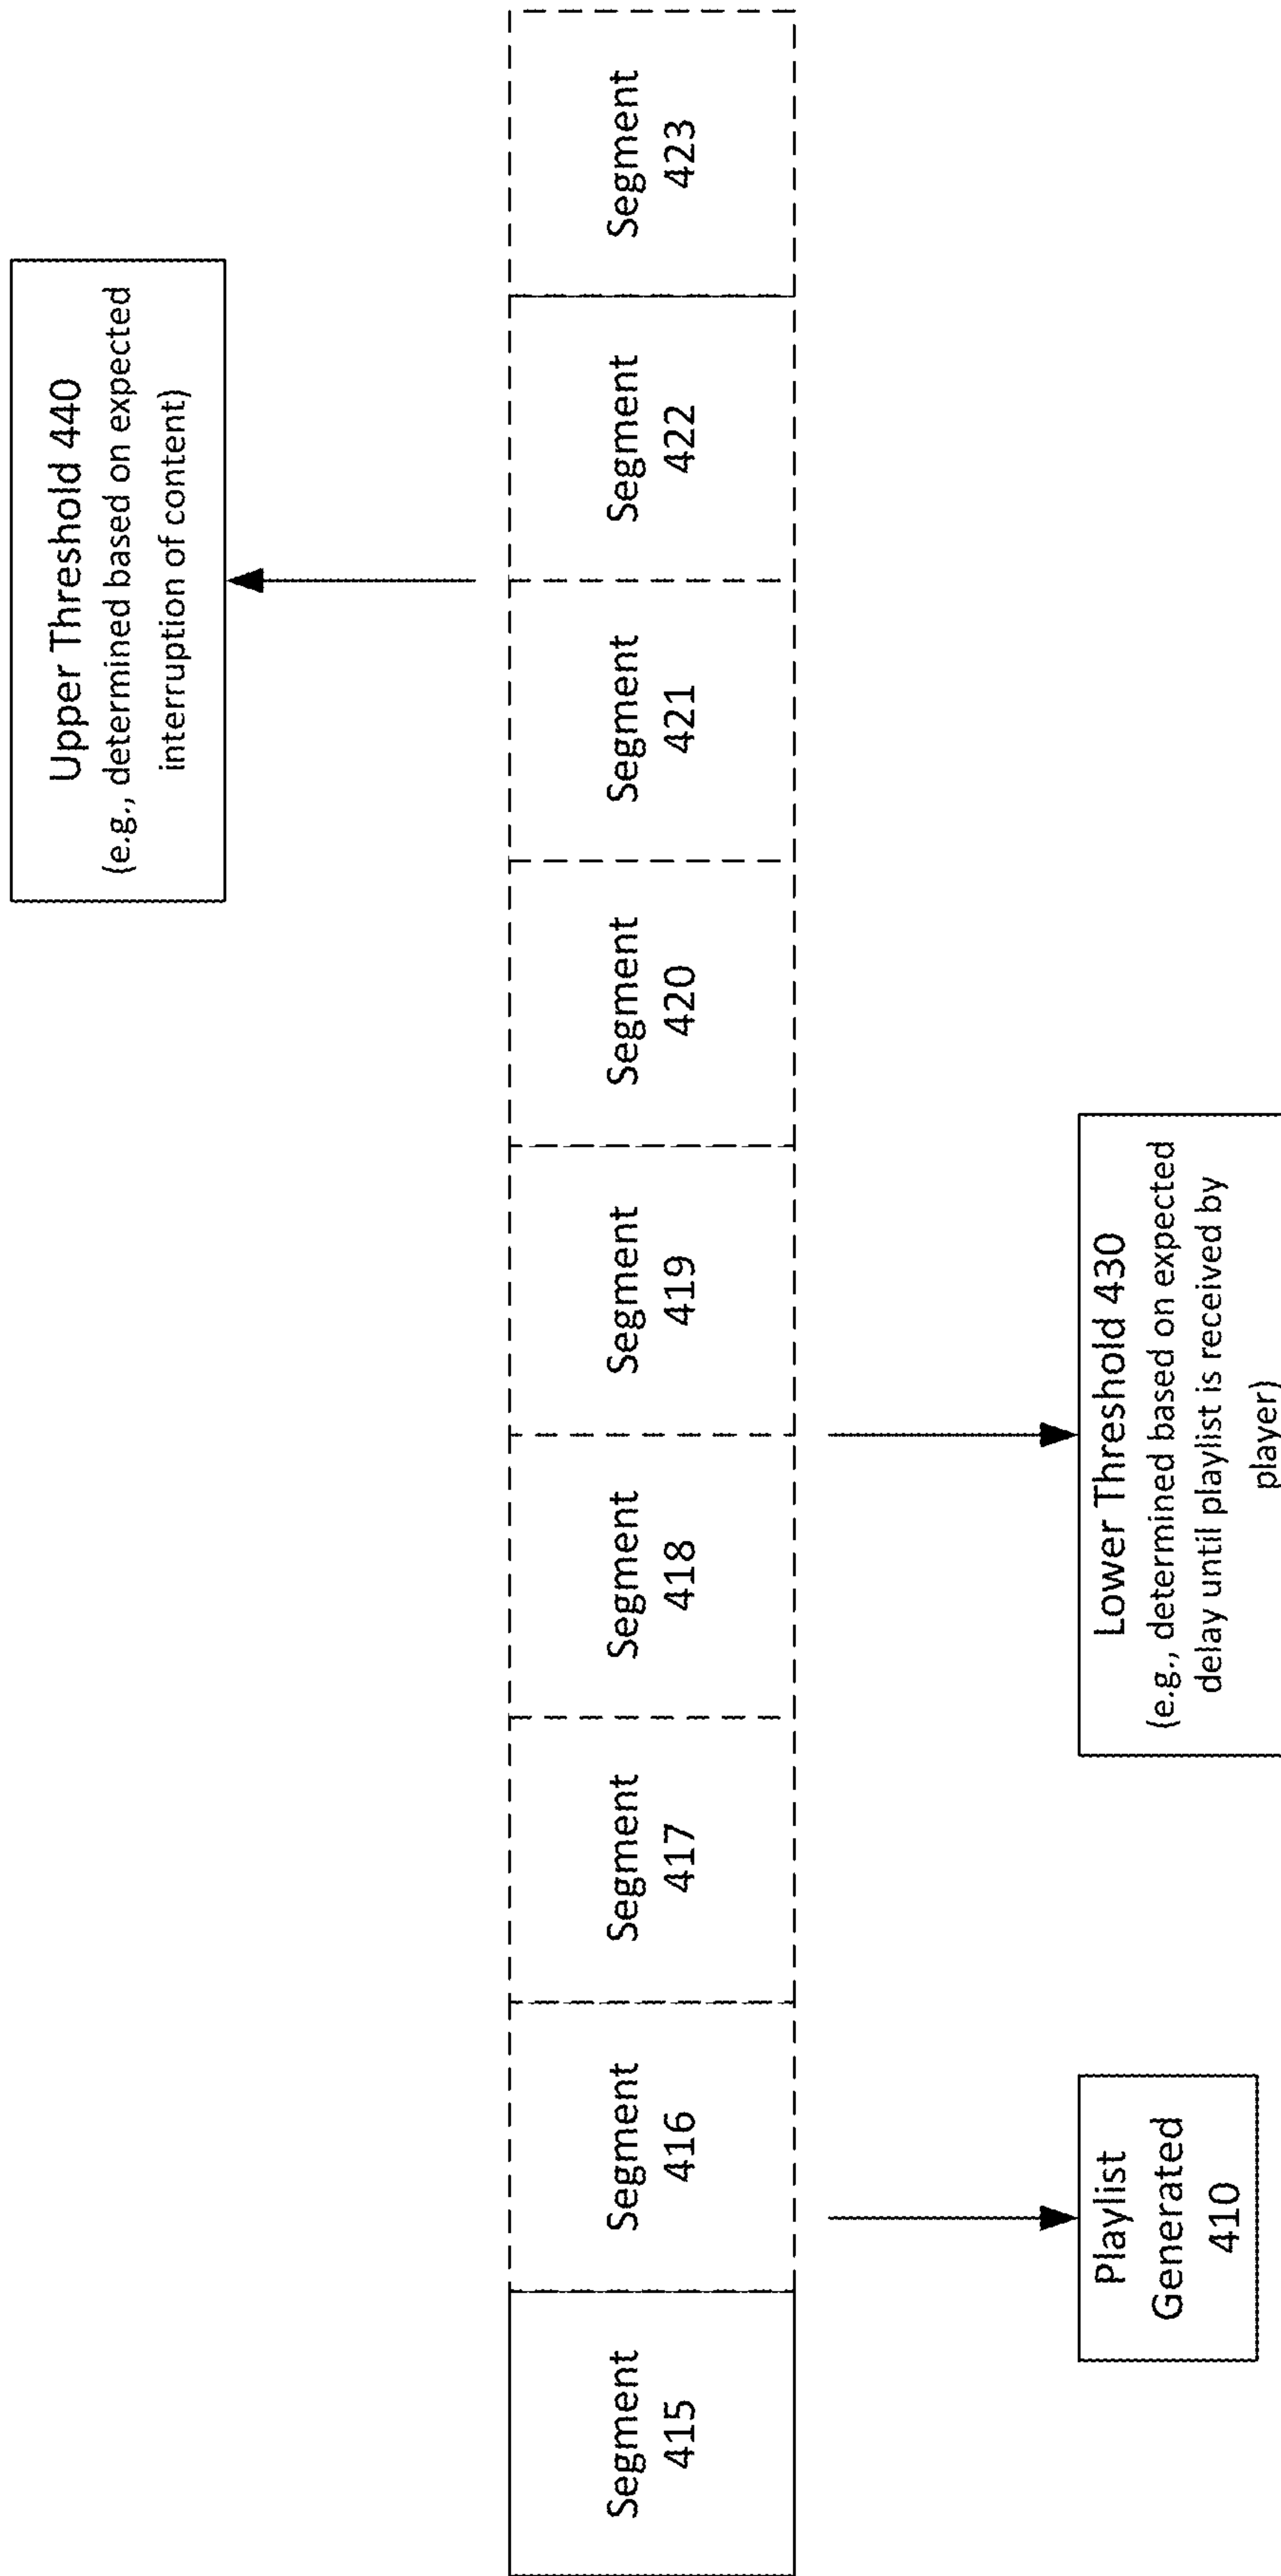 Upper Threshold 440
(e.g., determined based on expected
interruption of content)
Segment
415
Segment
416
Segment
417
Segment
418
Segment
419
Segment
420
Segment
421
Segment
422
Segment
423
Playlist
Generated
410
Lower Threshold 430
(e.g., determined based on expected
delay until playlist is received by
player)